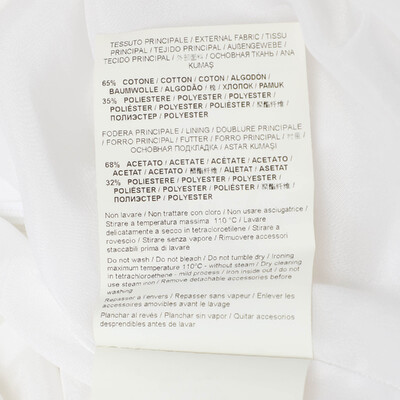 TESSUTO PRINCIPALE / EXTERNAL FABRIC / TISSU
PRINCIPAL / TEJIDO PRINCIPAL / AUßENGEWEBE /
TECIDO PRINCIPAL / / ОСНОВНАЯ ТКАНЬ / ANA
KUMAŞ
65% COTONE / COTTON / COTON / ALGODÓN /
BAUMWOLLE / ALGODÃO / 棉 / ХЛОПОК / PAMUK
35% POLIESTERE / POLYESTER / POLYESTER /
POLIÉSTER / POLYESTER / POLIÉSTER / 聚酯纤维 /
ПОЛИЭСТЕР / POLYESTER
FODERA PRINCIPALE / LINING / DOUBLURE PRINCIPALE
/ FORRO PRINCIPAL / FUTTER / FORRO PRINCIPAL / /
ОСНОВНАЯ ПОДКЛАДКА / ASTAR KUMAŞI
68% ACETATO / ACETATE / ACÉTATE / ACETATO /
ACETAT / ACETATO / 醋酯纤维 / АЦЕТАТ / ASETAT
32% POLIESTERE / POLYESTER / POLYESTER /
POLIÉSTER / POLYESTER / POLIÉSTER / 聚酯纤维 /
ПОЛИЭСТЕР / POLYESTER
Non lavare / Non trattare con cloro / Non usare asciugatrice /
Stirare a temperatura massima 110°C / Lavare
delicatamente a secco in tetracloroetilene / Stirare a
rovescio / Stirare senza vapore / Rimuovere accessori
staccabili prima di lavare
Do not wash / Do not bleach / Do not tumble dry / Ironing
maximum temperature 110°C - without steam / Dry cleaning
in tetrachloroethene - mild process / Iron inside out / do not
use steam iron / Remove detachable accessories before
washing
Repasser à l'envers / Repasser sans vapeur / Enlever les
accessoires amovibles avant le lavage
Planchar al revés / Planchar sin vapor / Quitar accesorios
desprendibles antes de lavar